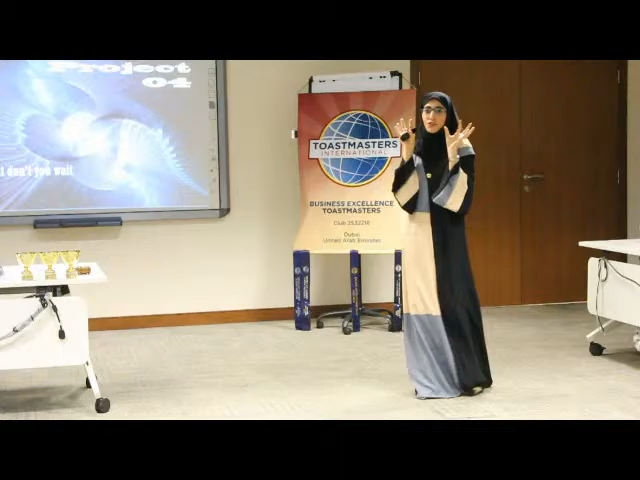 Project
04
I don't you wait
TOASTMASTERS
INTERNATIONAL
BUSINESS EXCELLENCE
TOASTMASTERS
Dubai
United Arab Emirates